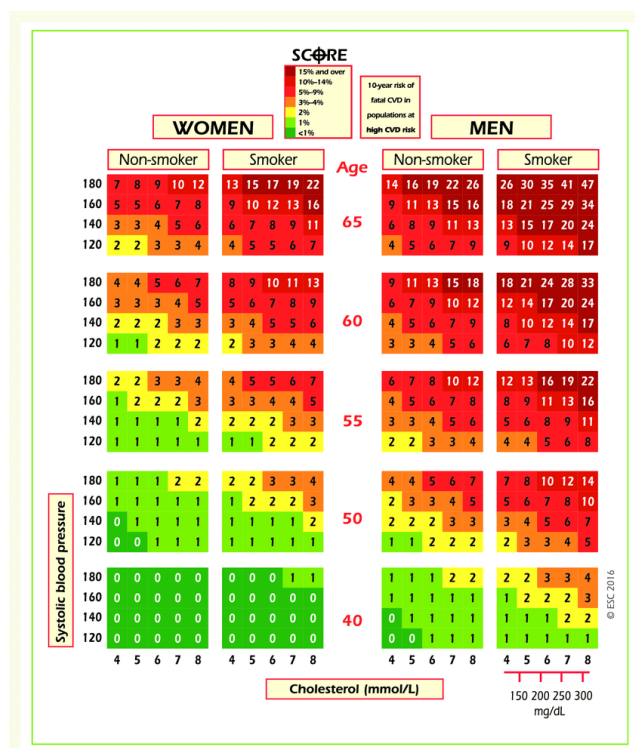 SCORE
15% and over
10%–14%
5%–9%
3%–4%
2%
1%
<1%
10-year risk of
fatal CVD in
populations at
high CVD risk
WOMEN
MEN
Non-smoker
Smoker
Age
Non-smoker
Smoker
180 7 8 9 10 12 13 15 17 19 22 14 16 19 22 26 26 30 35 41 47
160 5 5 6 7 8 9 10 12 13 16 9 11 13 15 16 18 21 25 29 34
140 3 3 4 5 6 6 7 8 9 11 6 8 9 11 13 13 15 17 20 24
120 2 2 3 3 4 4 5 5 6 7 4 5 6 7 9 9 10 12 14 17
65
180 4 4 5 6 7 8 9 10 11 13 9 11 13 15 18 18 21 24 28 33
160 3 3 3 4 5 5 6 7 8 9 6 7 9 10 12 12 14 17 20 24
140 2 2 2 3 3 3 4 5 5 6 4 5 6 7 9 8 10 12 14 17
120 1 1 2 2 2 2 3 3 4 4 3 3 4 5 6 6 7 8 10 12
60
180 2 2 3 3 4 4 5 5 6 7 6 7 8 10 12 12 13 16 19 22
160 1 2 2 2 3 3 3 4 4 5 4 5 6 7 8 8 9 11 13 16
140 1 1 1 1 2 2 2 2 3 3 3 3 4 5 6 5 6 8 9 11
120 1 1 1 1 1 1 1 2 2 2 2 2 3 3 4 4 4 5 6 8
55
180 1 1 1 2 2 2 2 3 3 4 4 4 5 6 7 7 8 10 12 14
160 1 1 1 1 1 1 2 2 2 3 2 3 3 4 5 5 6 7 8 10
140 0 1 1 1 1 1 1 1 1 2 2 2 2 3 3 3 4 5 6 7
120 0 0 1 1 1 1 1 1 1 1 1 1 2 2 2 2 3 3 4 5
50
180 0 0 0 0 0 0 0 0 1 1 1 1 1 2 2 2 2 3 3 4
160 0 0 0 0 0 0 0 0 0 0 1 1 1 1 1 1 2 2 2 3
140 0 0 0 0 0 0 0 0 0 0 0 1 1 1 1 1 1 1 2 2
120 0 0 0 0 0 0 0 0 0 0 0 0 1 1 1 1 1 1 1 1
40
4 5 6 7 8 4 5 6 7 8 4 5 6 7 8 4 5 6 7 8
Systolic blood pressure
Cholesterol (mmol/L)
150 200 250 300
mg/dL
© ESC 2016